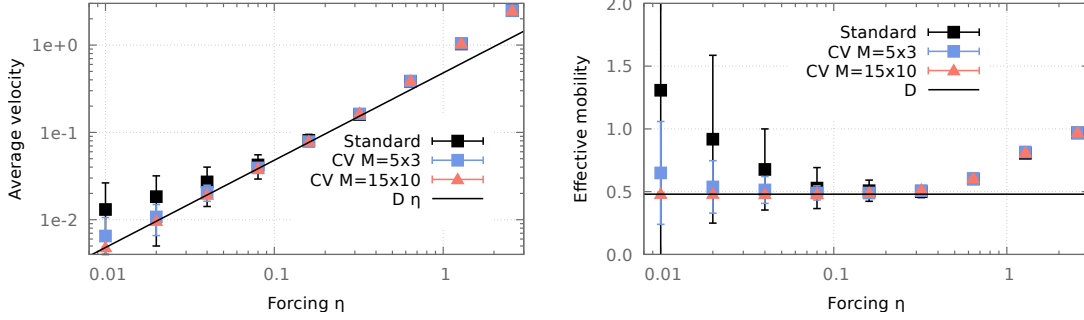 Average velocity
1e+0
1e-1
1e-2
0.01
0.1
1
Forcing η
Standard
CV M=5x3
CV M=15x10
D η
Effective mobility
2.0
1.5
1.0
0.5
0.0
0.01
0.1
1
Forcing η
Standard
CV M=5x3
CV M=15x10
D